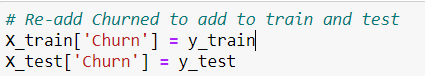 # Re-add Churned to add to train and test
X_train['Churn'] = y_train
X_test['Churn'] = y_test